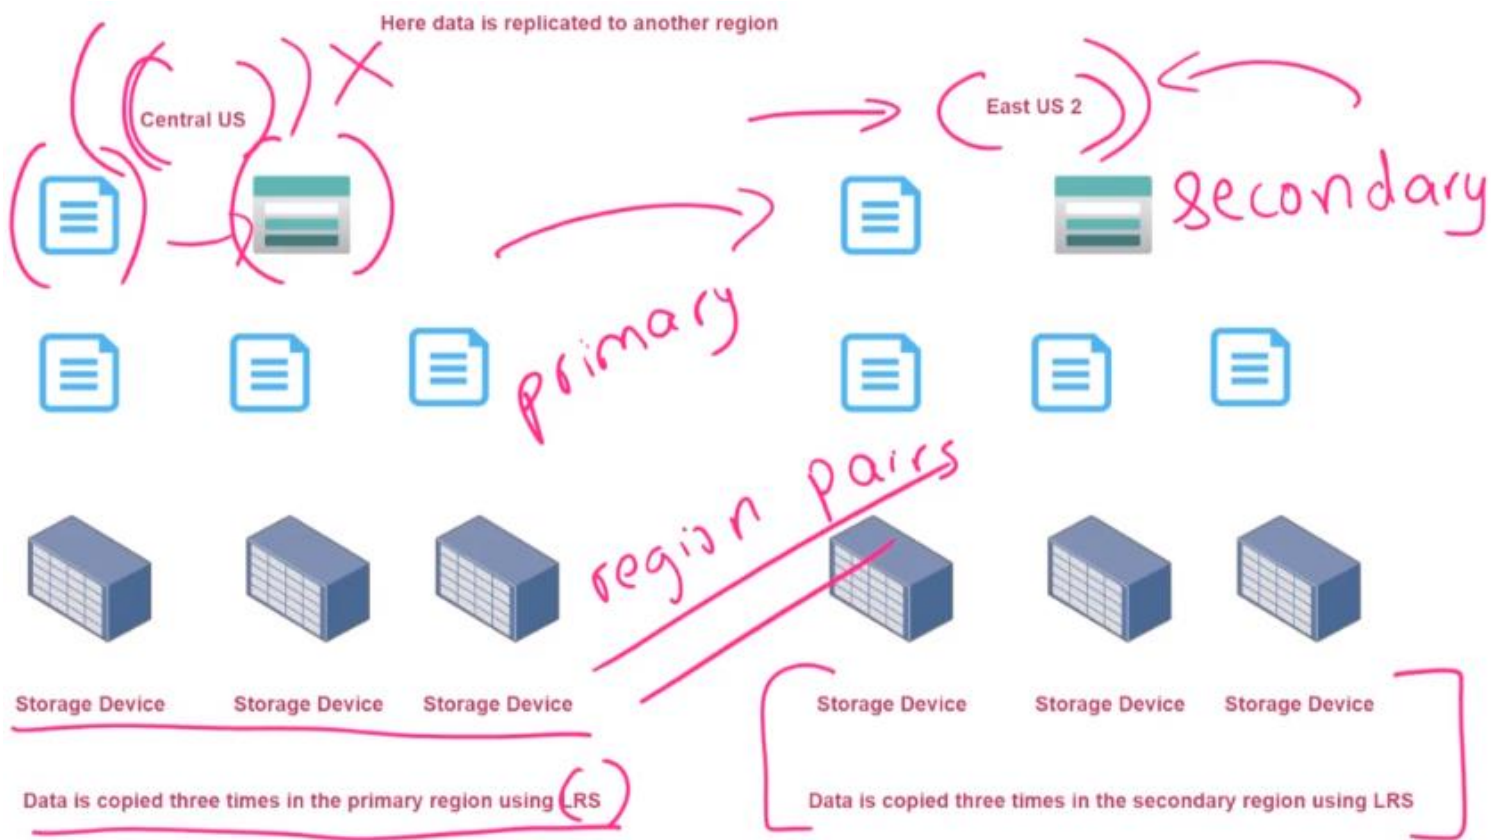 Here data is replicated to another region
Central US
East US 2
secondary
primary
region pairs
Storage Device Storage Device Storage Device
Storage Device Storage Device Storage Device
Data is copied three times in the primary region using LRS
Data is copied three times in the secondary region using LRS